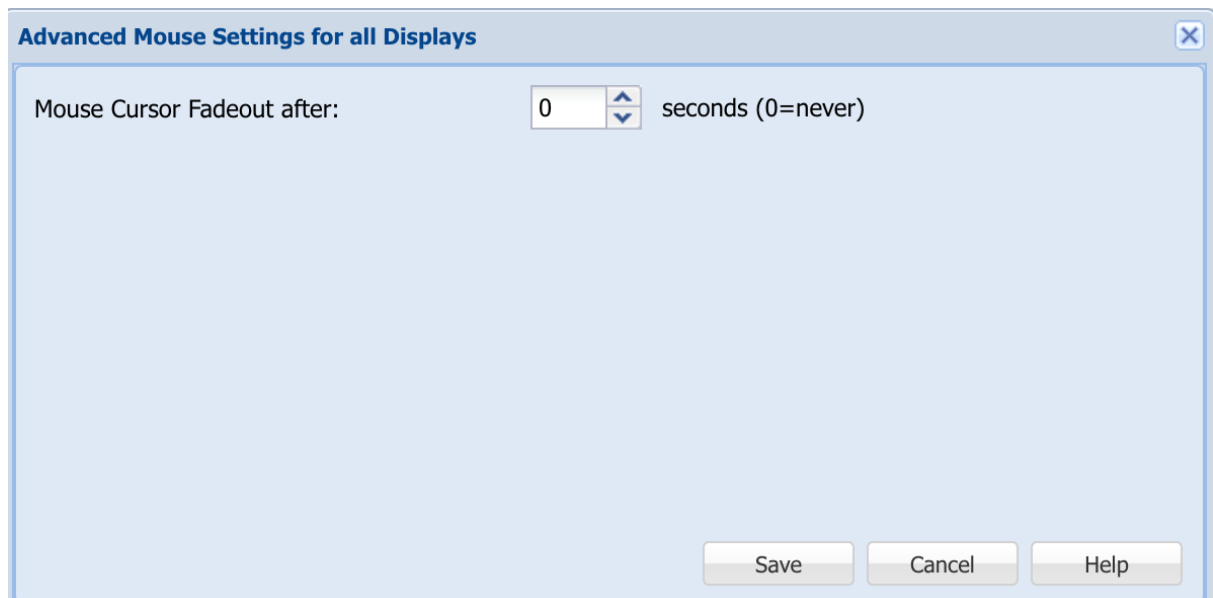 Advanced Mouse Settings for all Displays
Mouse Cursor Fadeout after: 0 seconds (0=never)
Save Cancel Help